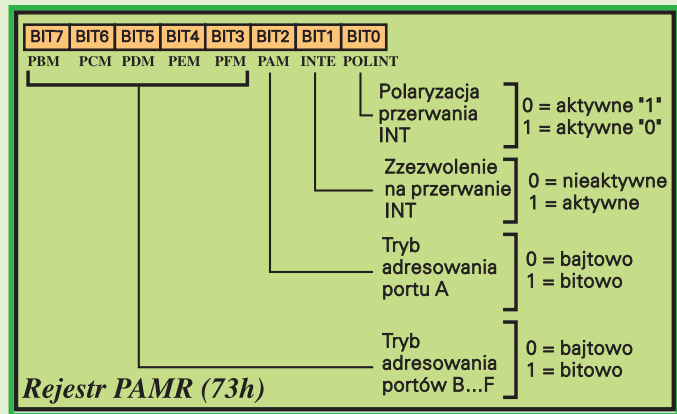 BIT7 BIT6 BIT5 BIT4 BIT3 BIT2 BIT1 BIT0
PBM PCM PDM PEM PFM PAM INTE POLINT
Polaryzacja
przerwania
INT
0 = aktywne "1"
1 = aktywne "0"
Zzezwolenie
na przerwanie
INT
0 = nieaktywne
1 = aktywne
Tryb
adresowania
portu A
0 = bajtowo
1 = bitowo
Tryb
adresowania
portów B...F
0 = bajtowo
1 = bitowo
Rejestr PAMR (73h)